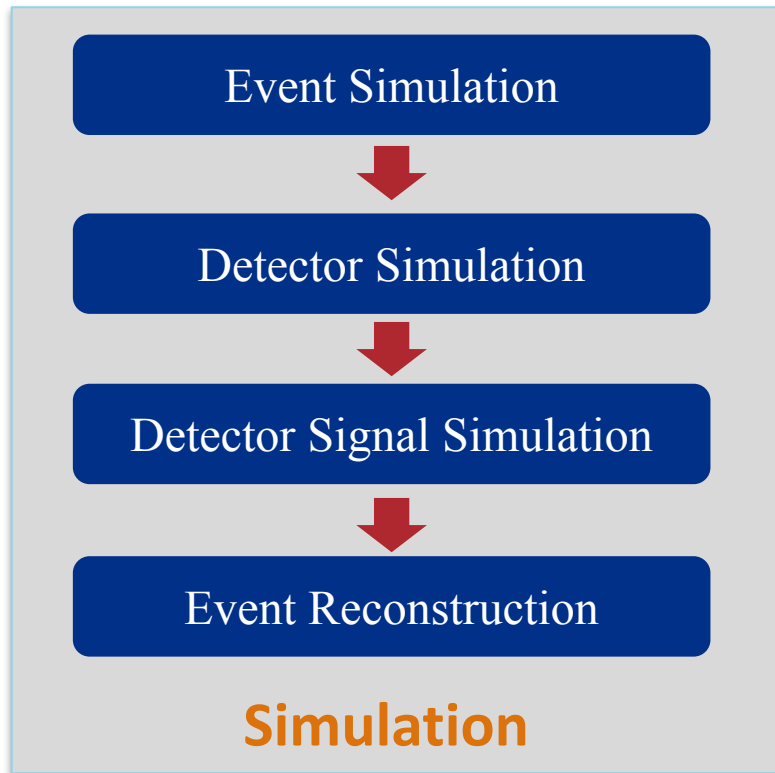 Event Simulation
Detector Simulation
Detector Signal Simulation
Event Reconstruction
Simulation